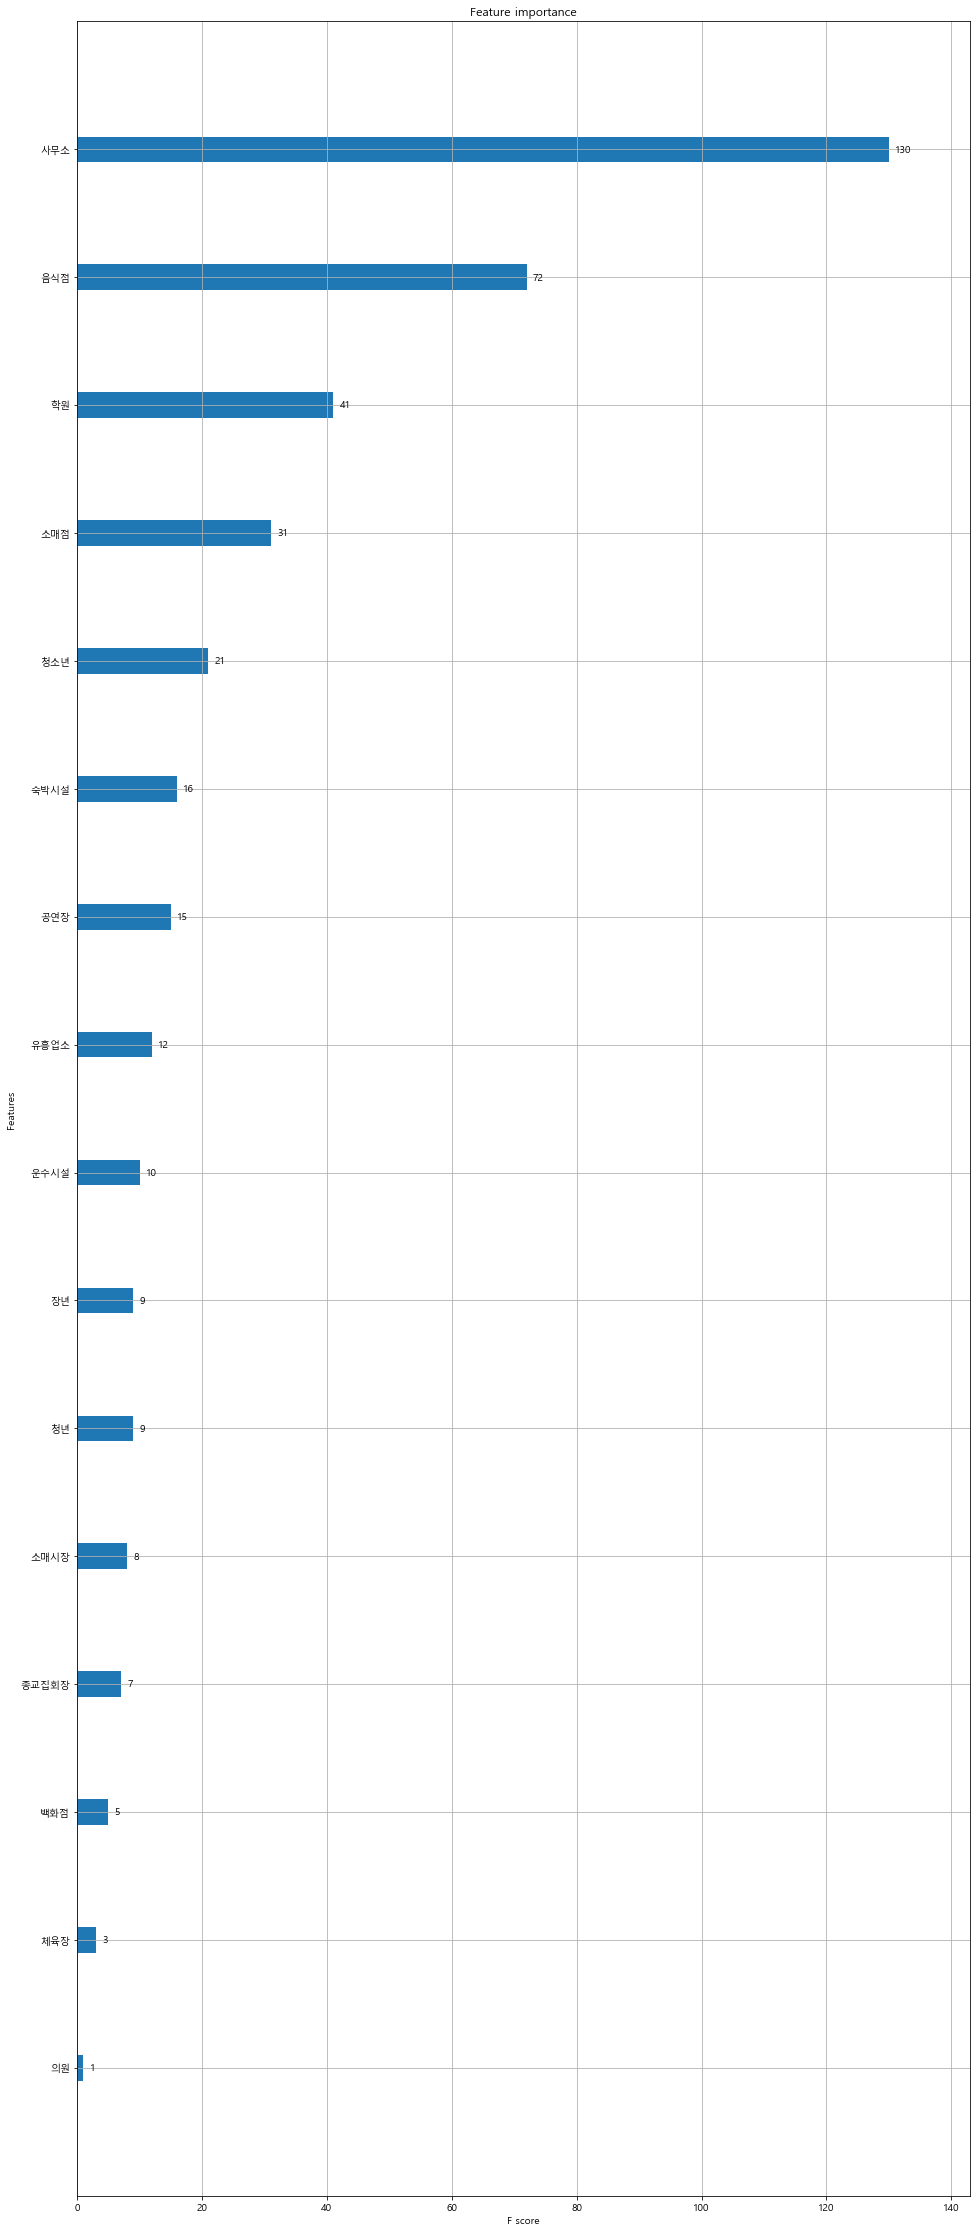 Feature importance
사무소 130
음식점 72
학원 41
소매점 31
청소년 21
숙박시설 16
공연장 15
유흥업소 12
Features
운수시설 10
장년 9
청년 9
소매시장 8
종교집회장 7
백화점 5
체육장 3
의원 1
0 20 40 60 80 100 120 140
F score